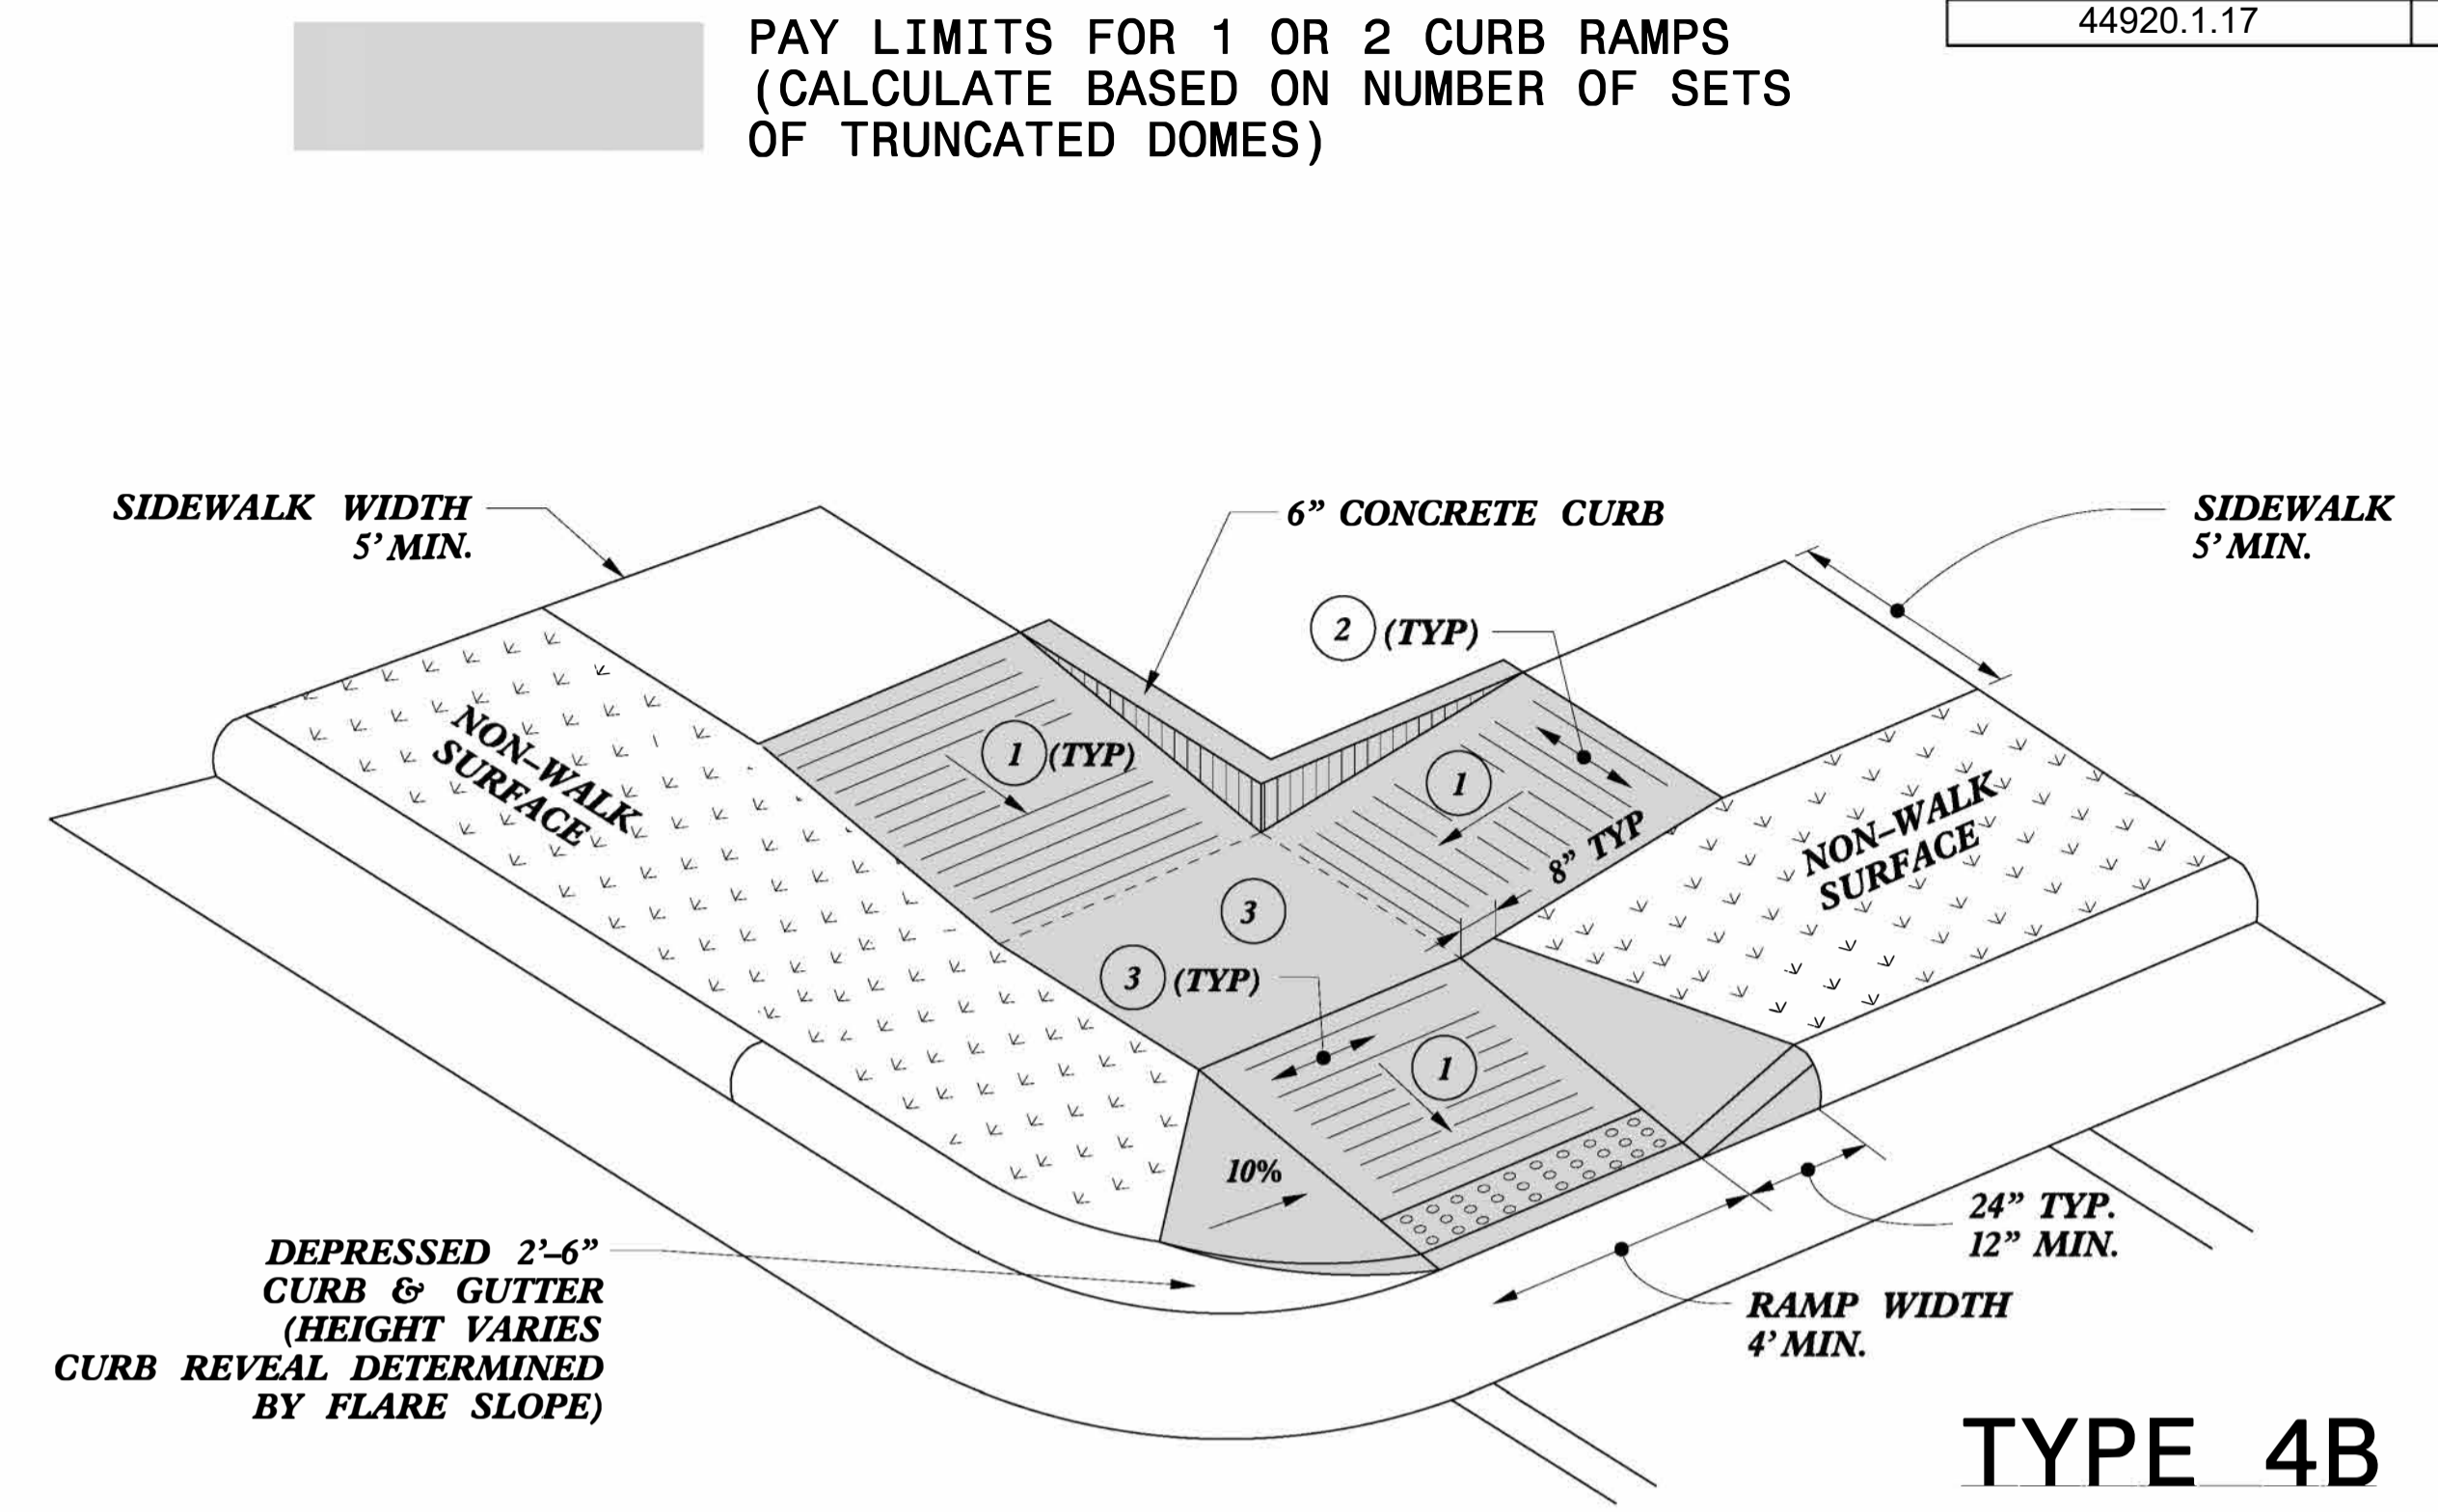 44920.1.17
PAY LIMITS FOR 1 OR 2 CURB RAMPS
(CALCULATE BASED ON NUMBER OF SETS
OF TRUNCATED DOMES)
SIDEWALK WIDTH
5' MIN.
6" CONCRETE CURB
SIDEWALK
5' MIN.
2 (TYP)
NON-WALK
SURFACE
1 (TYP)
1
8" TYP
NON-WALK
SURFACE
3
3 (TYP)
1
10%
24" TYP.
12" MIN.
DEPRESSED 2'-6"
CURB & GUTTER
(HEIGHT VARIES
CURB REVEAL DETERMINED
BY FLARE SLOPE)
RAMP WIDTH
4' MIN.
TYPE 4B